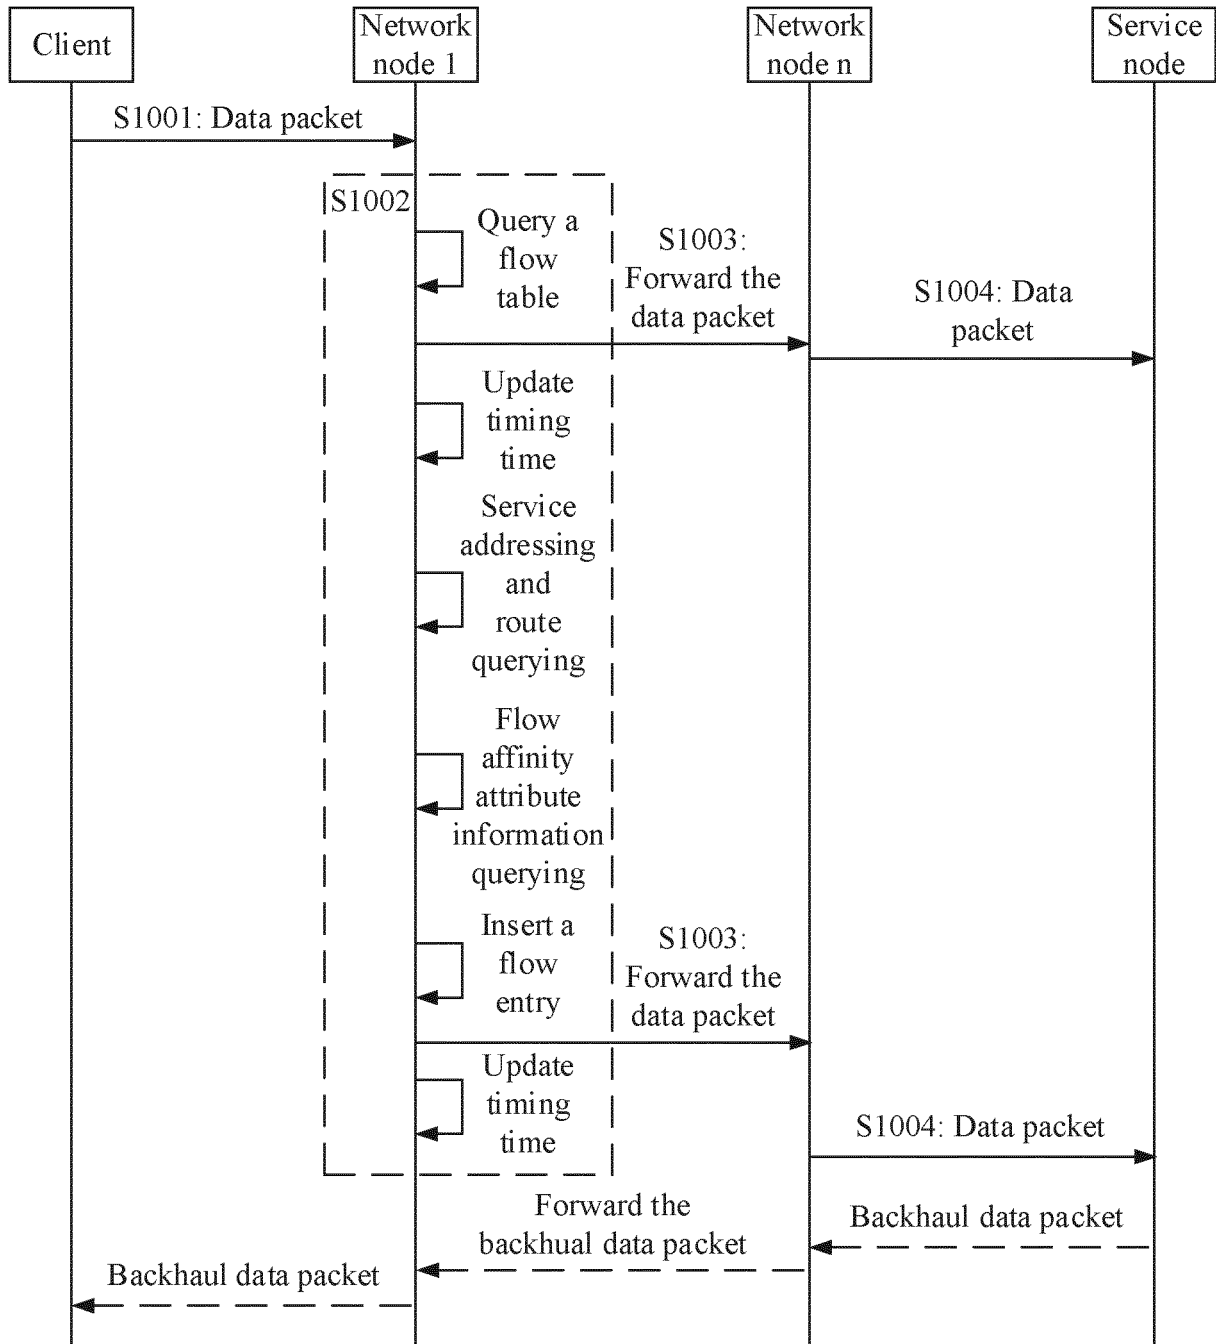 Client
Network
node 1
Network
node n
Service
node
S1001: Data packet
S1002
Query a
flow
table
S1003:
Forward the
data packet
S1004: Data
packet
Update
timing
time
Service
addressing
and
route
querying
Flow
affinity
attribute
information
querying
Insert a
flow
entry
S1003:
Forward the
data packet
Update
timing
time
S1004: Data packet
Backhaul data packet
Forward the
backhual data packet
Backhaul data packet